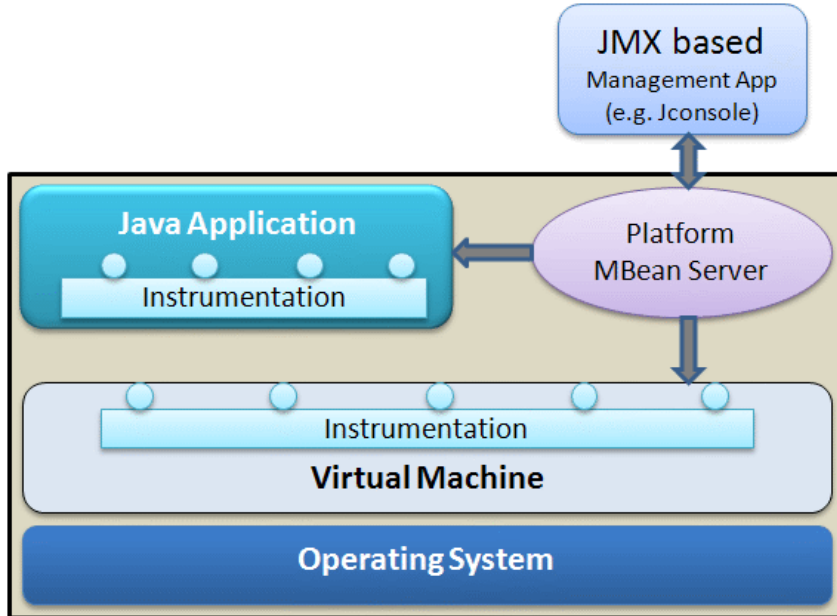 JMX based
Management App
(e.g. Jconsole)
Java Application
Instrumentation
Platform
MBean Server
Instrumentation
Virtual Machine
Operating System